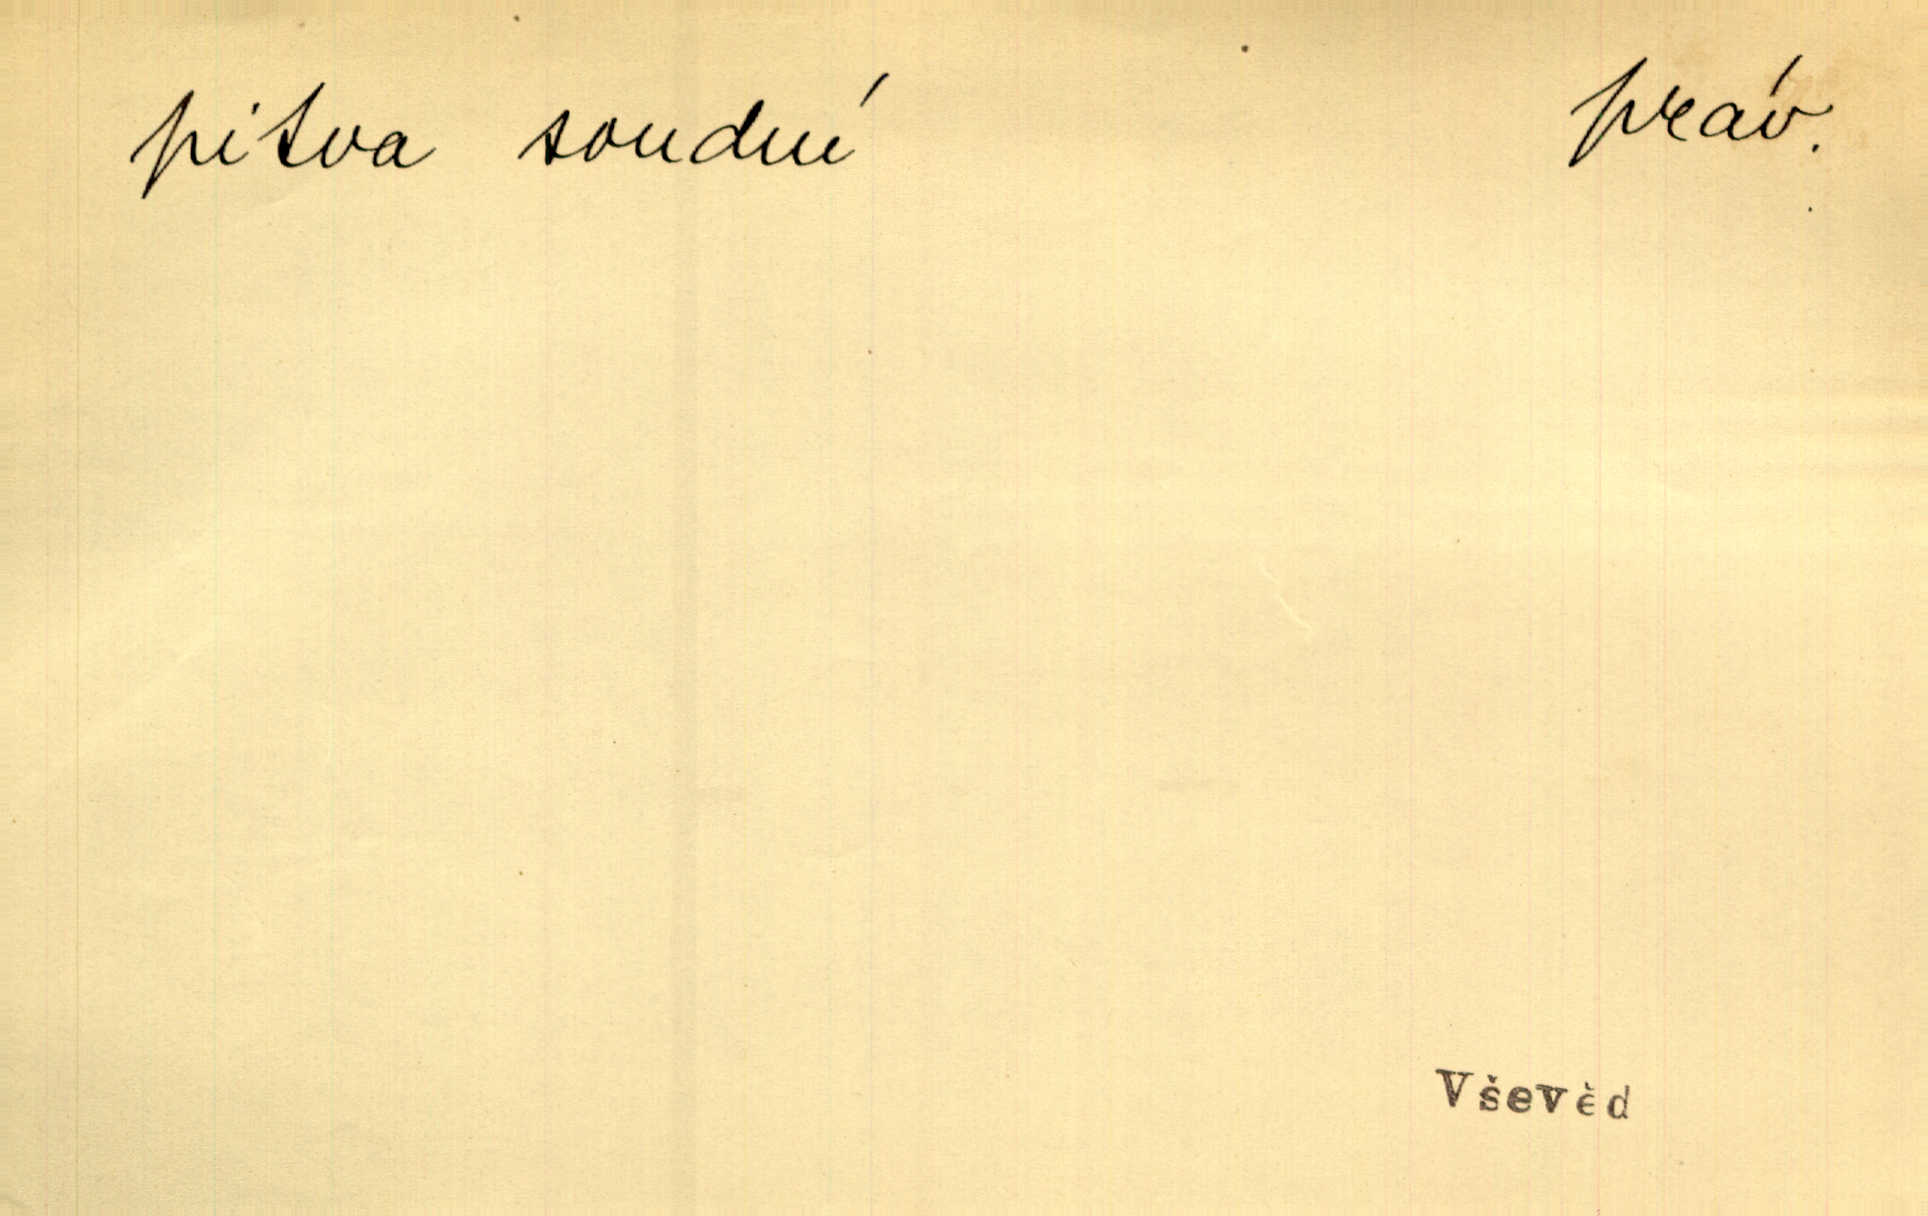 pitva soudní práv.
Vševěd